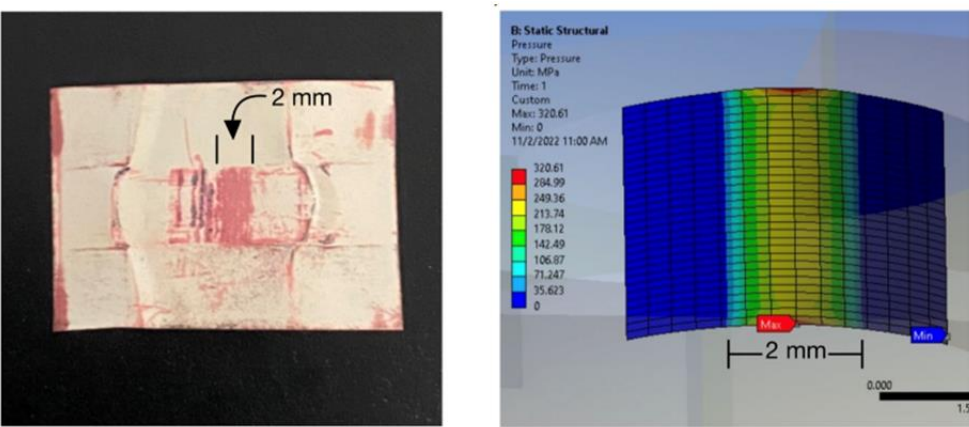 2 mm
B: Static Structural
Pressure
Type: Pressure
Unit: MPa
Time: 1
Custom
Max: 320.61
Min: 0
11/2/2022 11:00 AM
320.61
284.99
249.36
213.74
178.12
142.49
106.87
71.247
35.623
0
Max
Min
2 mm
0.000
1.5